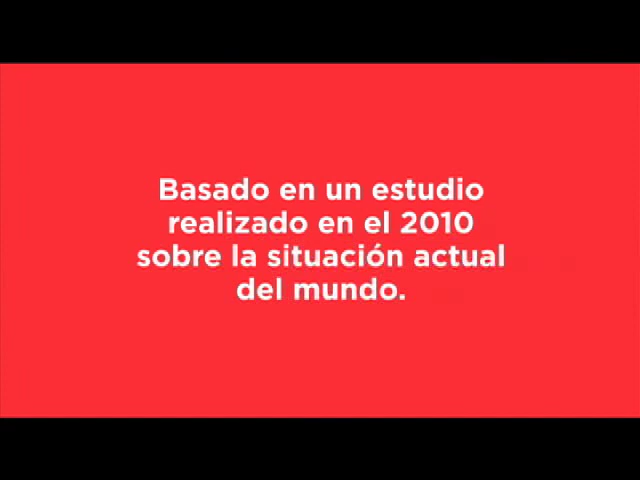 Basado en un estudio
realizado en el 2010
sobre la situación actual
del mundo.